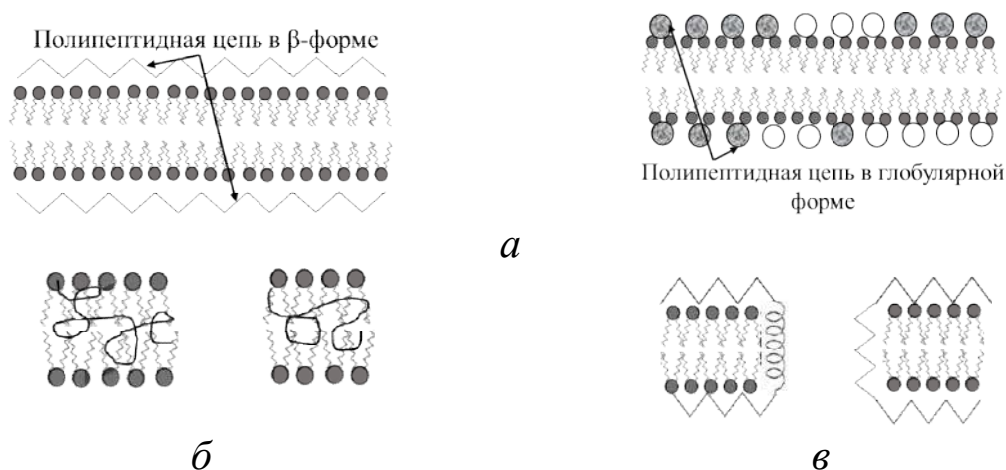 Полипептидная цепь в β-форме
Полипептидная цепь в глобулярной
форме
а
б
в